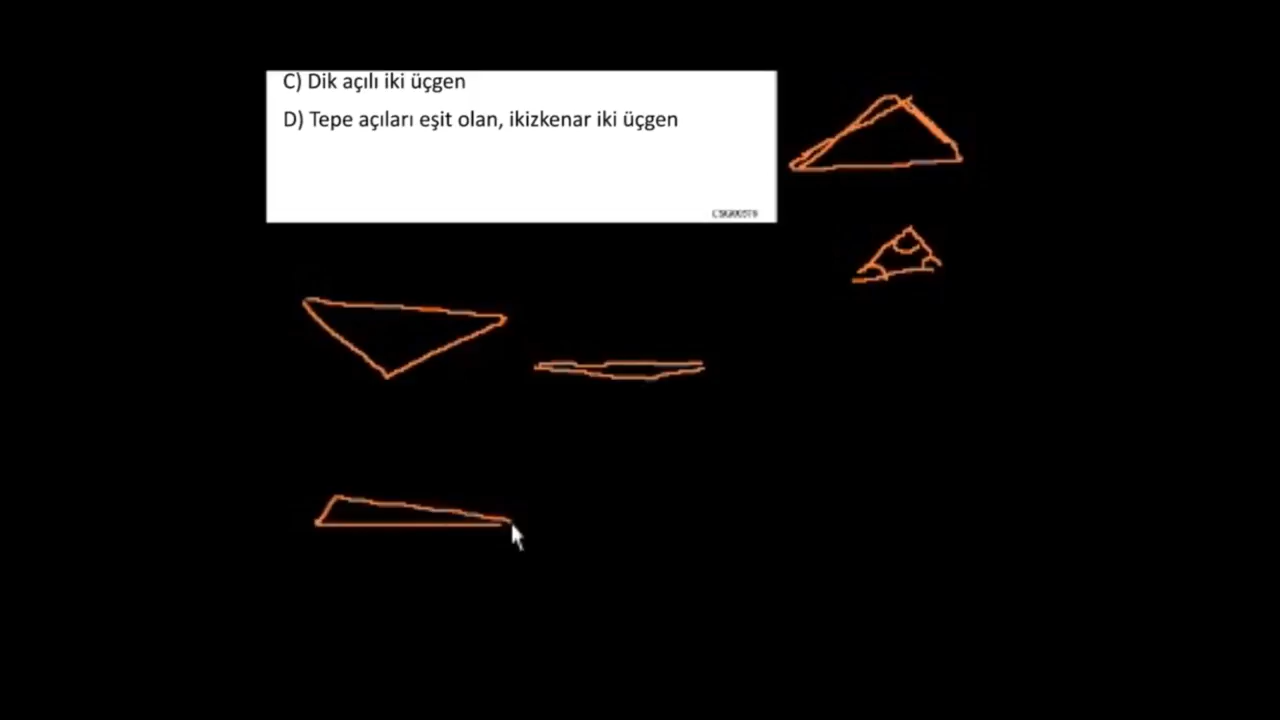 C) Dik açılı iki üçgen
D) Tepe açıları eşit olan, ikizkenar iki üçgen